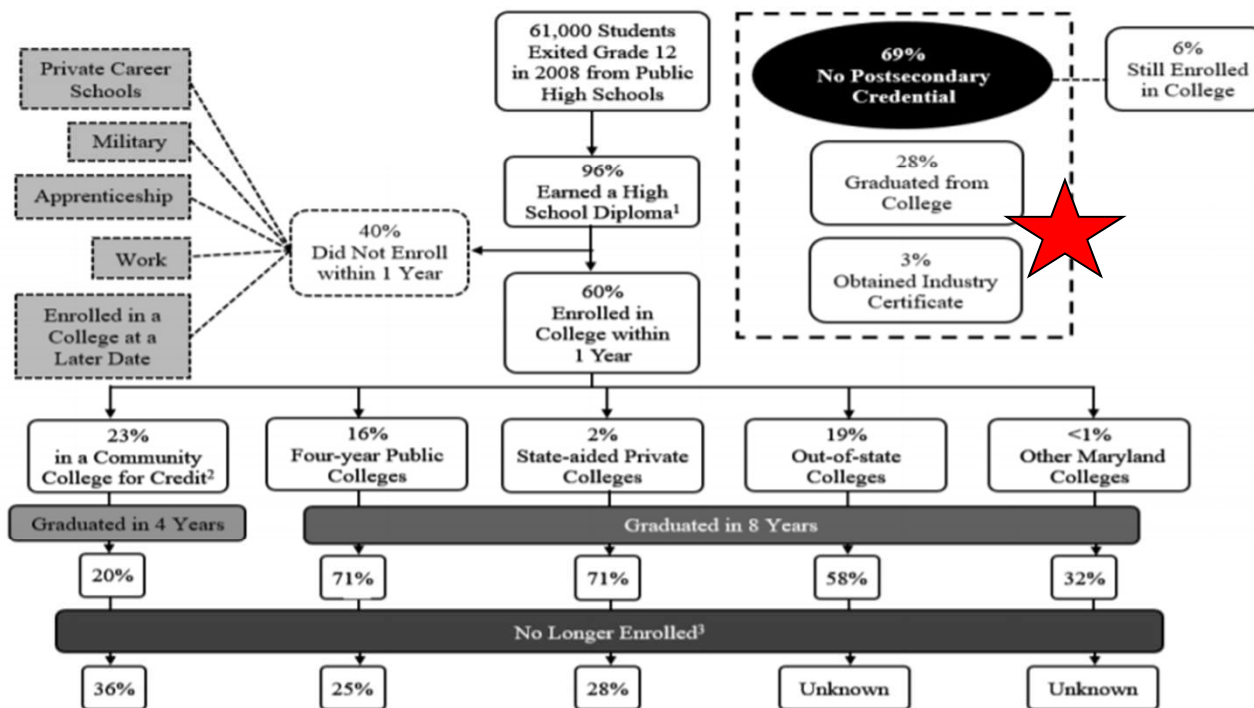 61,000 Students
Exited Grade 12
in 2008 from Public
High Schools
69%
No Postsecondary
Credential
6%
Still Enrolled
in College
28%
Graduated from
College
3%
Obtained Industry
Certificate
Private Career
Schools
Military
Apprenticeship
Work
Enrolled in a
College at a
Later Date
96%
Earned a High
School Diploma¹
40%
Did Not Enroll
within 1 Year
60%
Enrolled in
College within
1 Year
23%
in a Community
College for Credit²
16%
Four-year Public
Colleges
2%
State-aided Private
Colleges
19%
Out-of-state
Colleges
<1%
Other Maryland
Colleges
Graduated in 4 Years
Graduated in 8 Years
20%
71%
71%
58%
32%
No Longer Enrolled³
36%
25%
28%
Unknown
Unknown